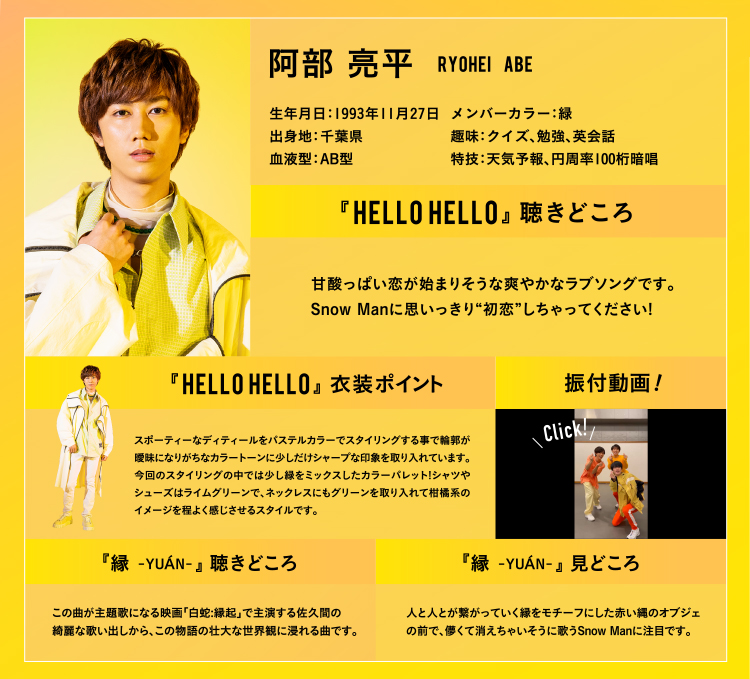 阿部 亮平 RYOHEI ABE
生年月日：1993年11月27日 メンバーカラー：緑
出身地：千葉県 趣味：クイズ、勉強、英会話
血液型：AB型 特技：天気予報、円周率100桁暗唱
『HELLO HELLO』聴きどころ
甘酸っぱい恋が始まりそうな爽やかなラブソングです。
Snow Manに思いっきり“初恋”しちゃってください!
『HELLO HELLO』衣装ポイント
スポーティーなディティールをパステルカラーでスタイリングする事で輪郭が
曖昧になりがちなカラートーンに少しだけシャープな印象を取り入れています。
今回のスタイリングの中では少し緑をミックスしたカラーパレット!シャツや
シューズはライムグリーンで、ネックレスにもグリーンを取り入れて柑橘系の
イメージを程よく感じさせるスタイルです。
振付動画!
Click!
『縁 -YUÁN-』聴きどころ
この曲が主題歌になる映画「白蛇:縁起」で主演する佐久間の
綺麗な歌い出しから、この物語の壮大な世界観に浸れる曲です。
『縁 -YUÁN-』見どころ
人と人とが繋がっていく縁をモチーフにした赤い縄のオブジェ
の前で、儚くて消えちゃいそうに歌うSnow Manに注目です。